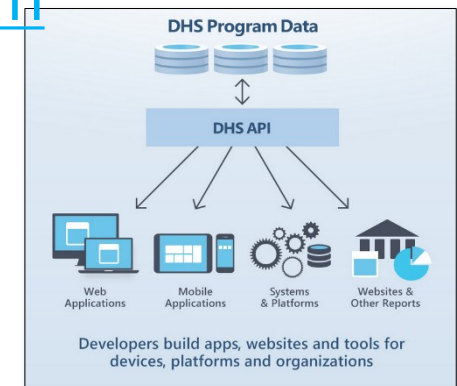 DHS Program Data
DHS API
Web
Applications
Mobile
Applications
Systems
& Platforms
Websites &
Other Reports
Developers build apps, websites and tools for
devices, platforms and organizations